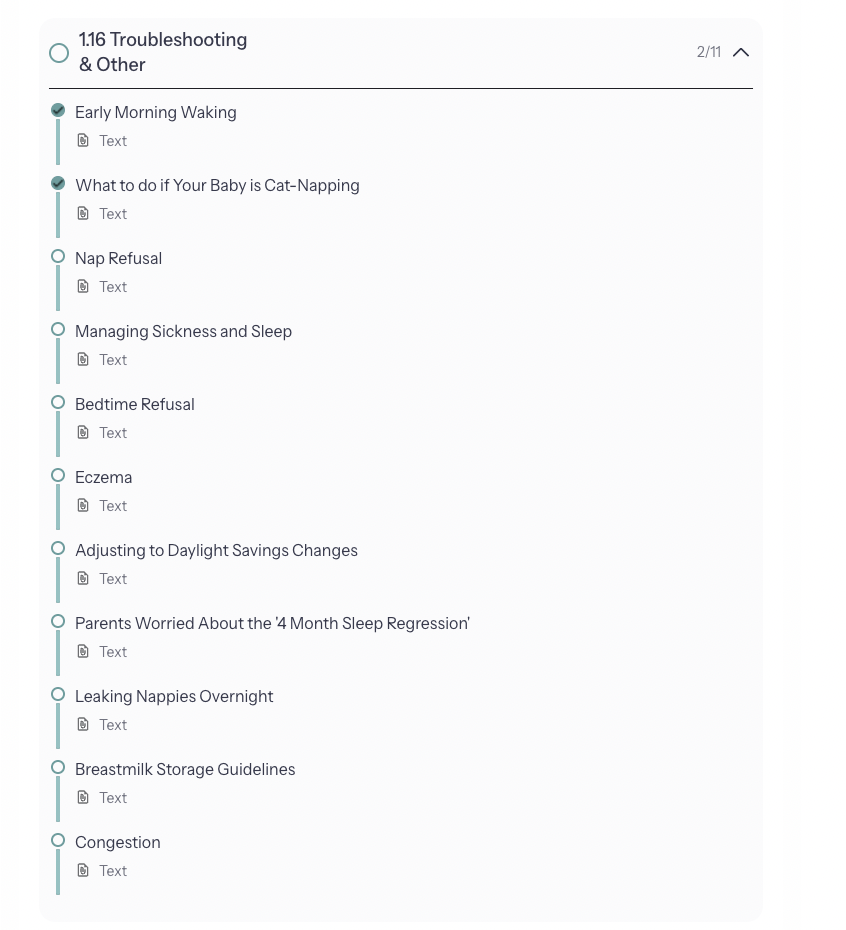 1.16 Troubleshooting
& Other
2/11
Early Morning Waking
Text
What to do if Your Baby is Cat-Napping
Text
Nap Refusal
Text
Managing Sickness and Sleep
Text
Bedtime Refusal
Text
Eczema
Text
Adjusting to Daylight Savings Changes
Text
Parents Worried About the '4 Month Sleep Regression'
Text
Leaking Nappies Overnight
Text
Breastmilk Storage Guidelines
Text
Congestion
Text